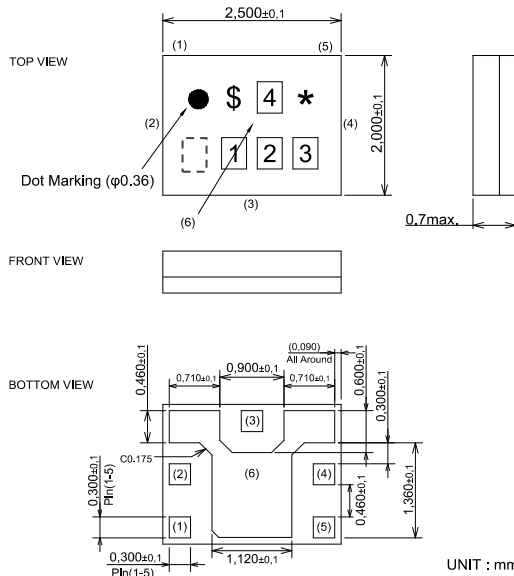 2,500±0,1
(1)
(5)
TOP VIEW
$ 4 *
(2)
(4)
2,000±0,1
1 2 3
Dot Marking (φ0.36)
(6)
(3)
0.7max.
FRONT VIEW
(0,090)
All Around
0,900±0,1
0,710±0,1
0,710±0,1
0,460±0,1
0,600±0,1
0,300±0,1
BOTTOM VIEW
(3)
C0.175
(2)
(6)
(4)
0,300±0,1
Pin(1-5)
0,460±0,1
1,360±0,1
(1)
(5)
0,300±0,1
Pin(1-5)
1,120±0,1
UNIT : mm